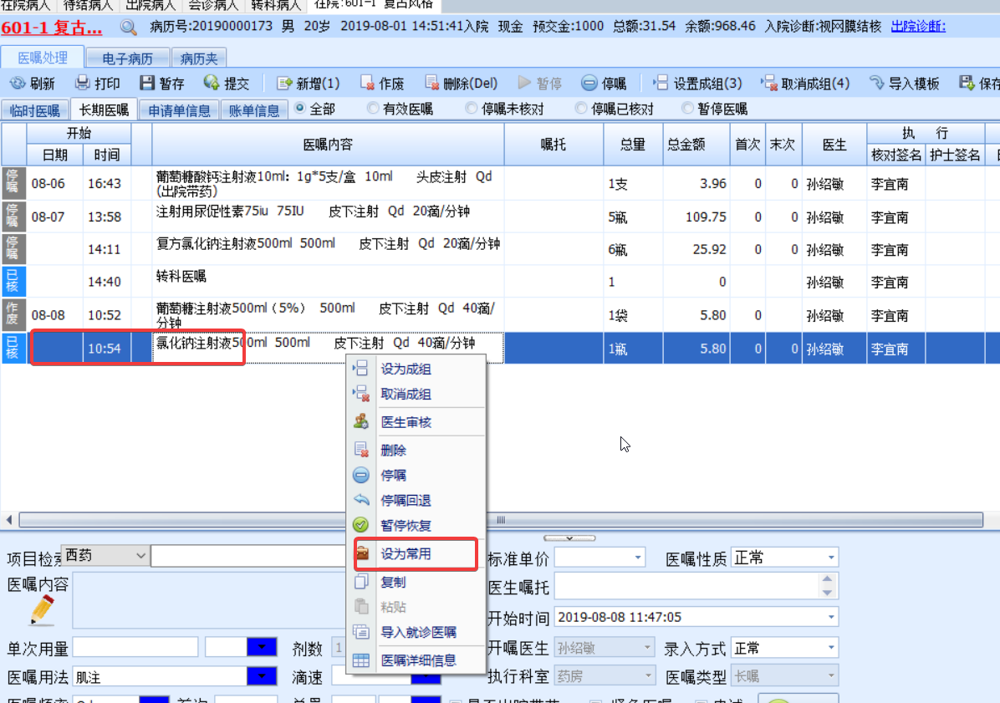 在院病人 待结病人 出院病人 会诊病人 转科病人 在院:601-1 复古风格
601-1 复古... 病历号:20190000173 男 20岁 2019-08-01 14:51:41入院 现金 预交金:1000 总额:31.54 余额:968.46 入院诊断:视网膜结核 出院诊断:
医嘱处理 电子病历 病历夹
刷新 打印 暂存 提交 新增(1) 作废 删除(Del) 暂停 停嘱 设置成组(3) 取消成组(4) 导入模板 保存
临时医嘱 长期医嘱 申请单信息 账单信息 全部 有效医嘱 停嘱未核对 停嘱已核对 暂停医嘱
开始 医嘱内容 嘱托 总量 总金额 首次 末次 医生 执 行
日期 时间 核对签名 护士签名
停嘱 08-06 16:43 葡萄糖酸钙注射液10ml：1g*5支/盒 10ml 头皮注射 Qd 1支 3.96 0 0 孙绍敏 李宜南
(出院带药)
停嘱 08-07 13:58 注射用尿促性素75iu 75IU 皮下注射 Qd 20滴/分钟 5瓶 109.75 0 0 孙绍敏 李宜南
停嘱 14:11 复方氯化钠注射液500ml 500ml 皮下注射 Qd 20滴/分钟 6瓶 25.92 0 0 孙绍敏 李宜南
已核 14:40 转科医嘱 1 0 孙绍敏 李宜南
作废 08-08 10:52 葡萄糖注射液500ml（5%） 500ml 皮下注射 Qd 40滴/ 1袋 5.80 0 孙绍敏 李宜南
分钟
已核 10:54 氯化钠注射液500ml 500ml 皮下注射 Qd 40滴/分钟 1瓶 5.80 0 0 孙绍敏 李宜南
设为成组
取消成组
医生审核
删除
停嘱
停嘱回退
暂停恢复
设为常用
复制
粘贴
导入就诊医嘱
医嘱详细信息
项目检索 西药 标准单价 医嘱性质 正常
医嘱内容 医生嘱托
开始时间 2019-08-08 11:47:05
单次用量 剂数 1 开嘱医生 孙绍敏 录入方式 正常
医嘱用法 肌注 滴速 执行科室 药房 医嘱类型 长嘱
医嘱频率 Qd 首次 总量 是否出院带药 紧急医嘱 皮试